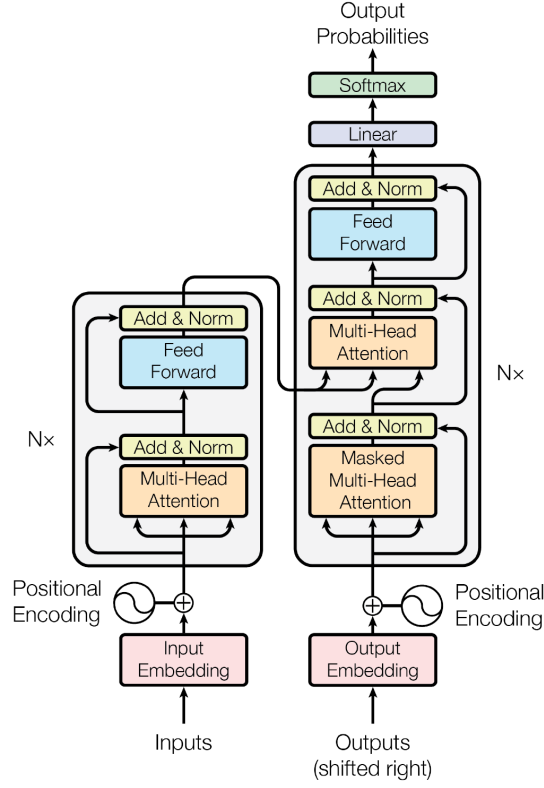 Output
Probabilities
Softmax
Linear
Add & Norm
Feed
Forward
Add & Norm
Multi-Head
Attention
Add & Norm
Masked
Multi-Head
Attention
N×
Add & Norm
Feed
Forward
Add & Norm
Multi-Head
Attention
N×
Positional
Encoding
Positional
Encoding
Input
Embedding
Output
Embedding
Inputs
Outputs
(shifted right)